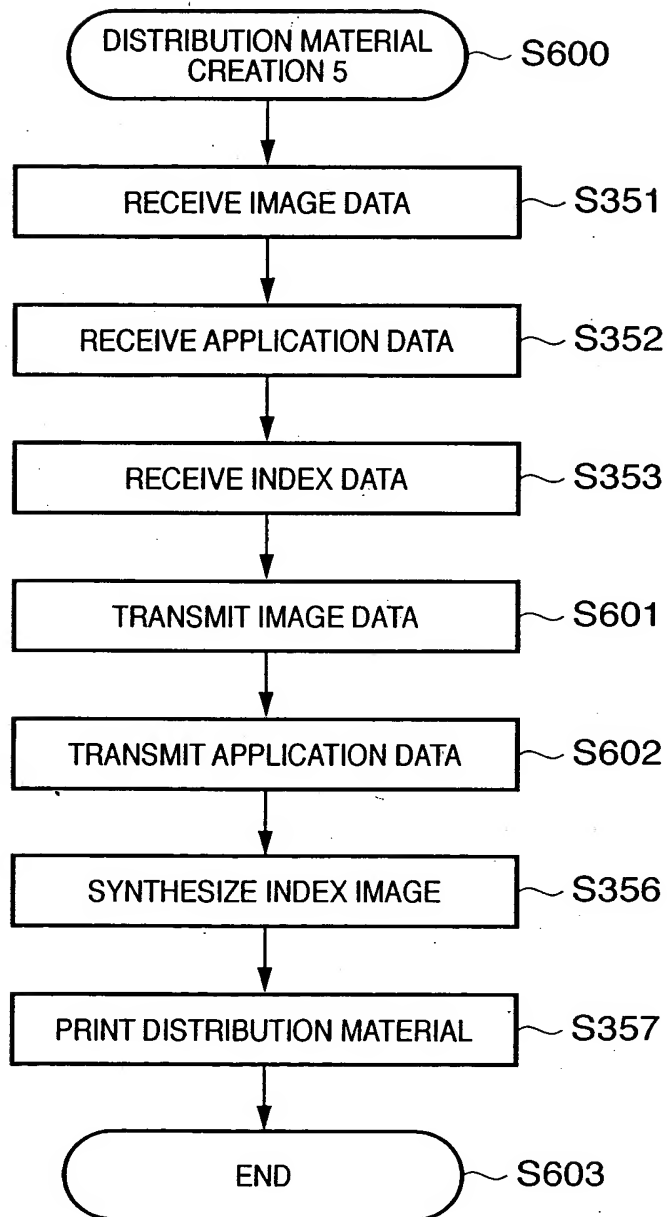 DISTRIBUTION MATERIAL
CREATION 5
S600
RECEIVE IMAGE DATA
S351
RECEIVE APPLICATION DATA
S352
RECEIVE INDEX DATA
S353
TRANSMIT IMAGE DATA
S601
TRANSMIT APPLICATION DATA
S602
SYNTHESIZE INDEX IMAGE
S356
PRINT DISTRIBUTION MATERIAL
S357
END
S603